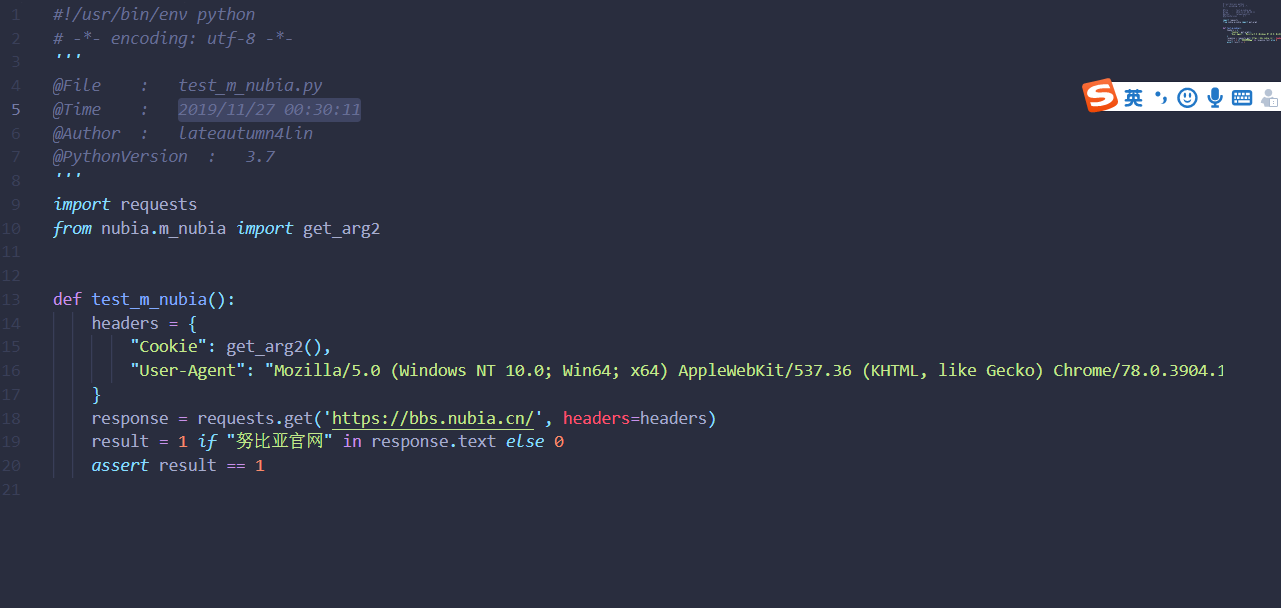 1 #!/usr/bin/env python
2 # -*- encoding: utf-8 -*-
3 '''
4 @File    :   test_m_nubia.py
5 @Time    :   2019/11/27 00:30:11
6 @Author  :   lateautumn4lin
7 @PythonVersion  :   3.7
8 '''
9 import requests
10 from nubia.m_nubia import get_arg2
11
12
13 def test_m_nubia():
14     headers = {
15         "Cookie": get_arg2(),
16         "User-Agent": "Mozilla/5.0 (Windows NT 10.0; Win64; x64) AppleWebKit/537.36 (KHTML, like Gecko) Chrome/78.0.3904.1
17     }
18     response = requests.get('https://bbs.nubia.cn/', headers=headers)
19     result = 1 if "努比亚官网" in response.text else 0
20     assert result == 1
21
S 英